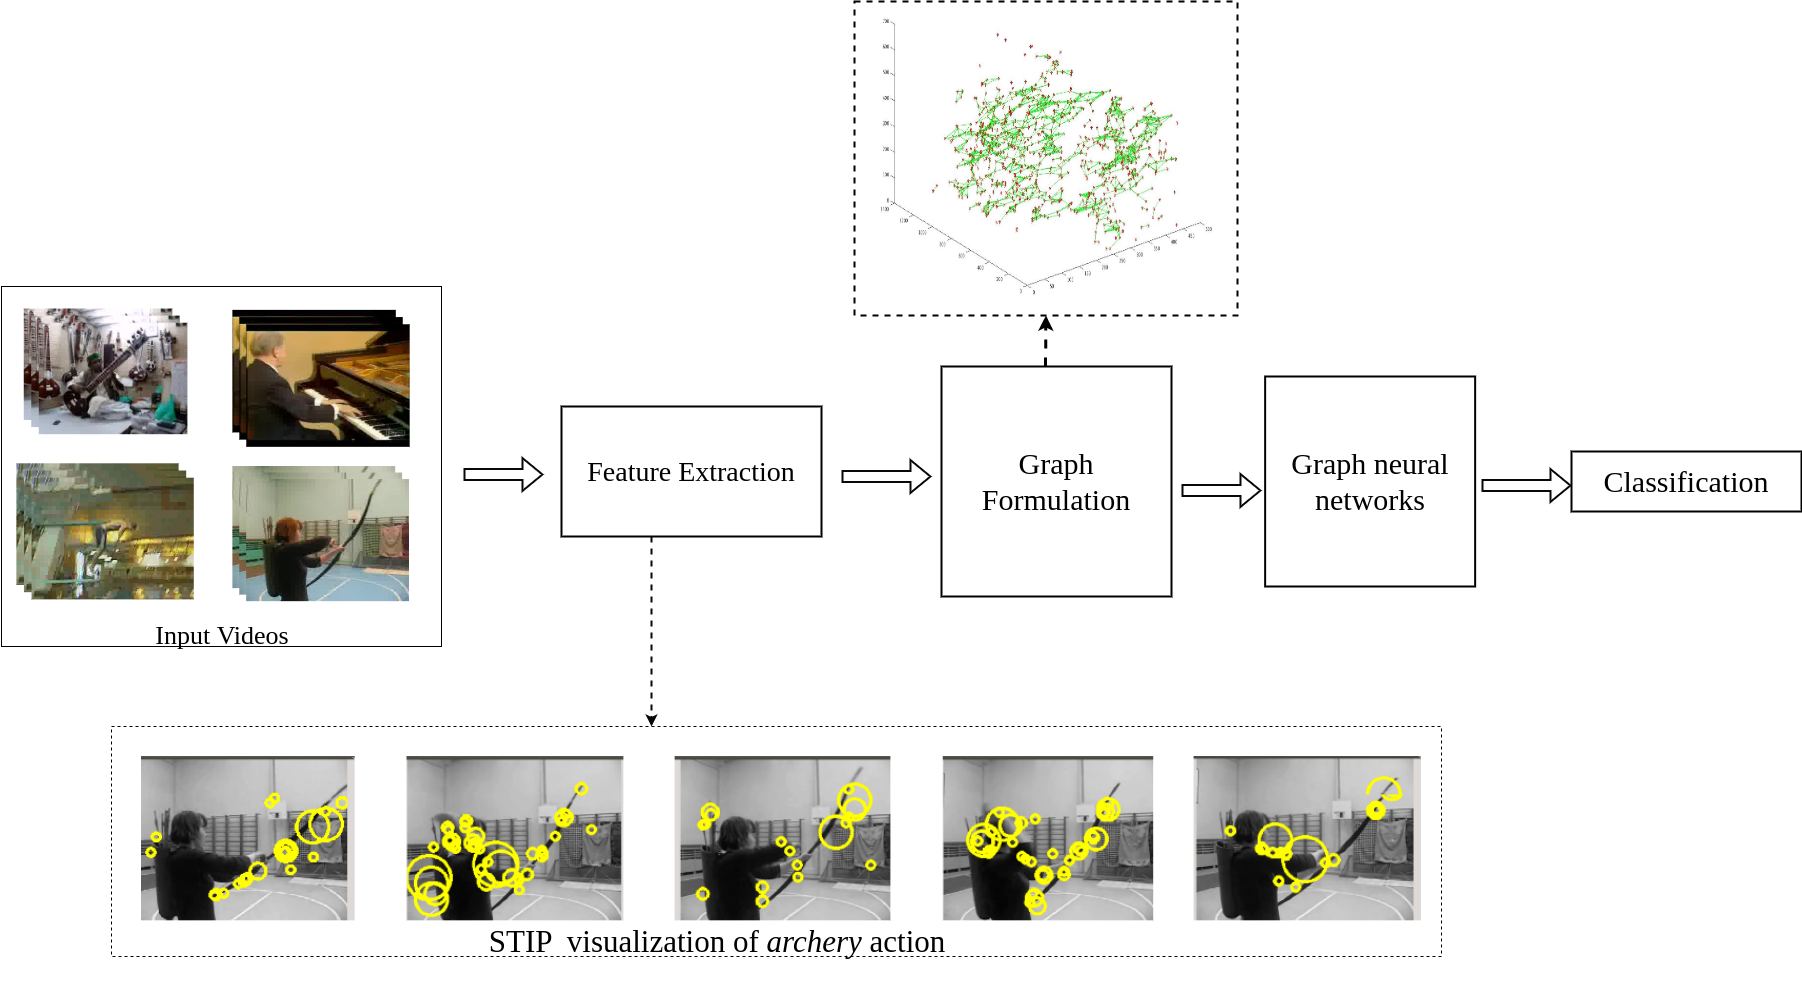 Input Videos
Feature Extraction
Graph
Formulation
Graph neural
networks
Classification
STIP visualization of archery action